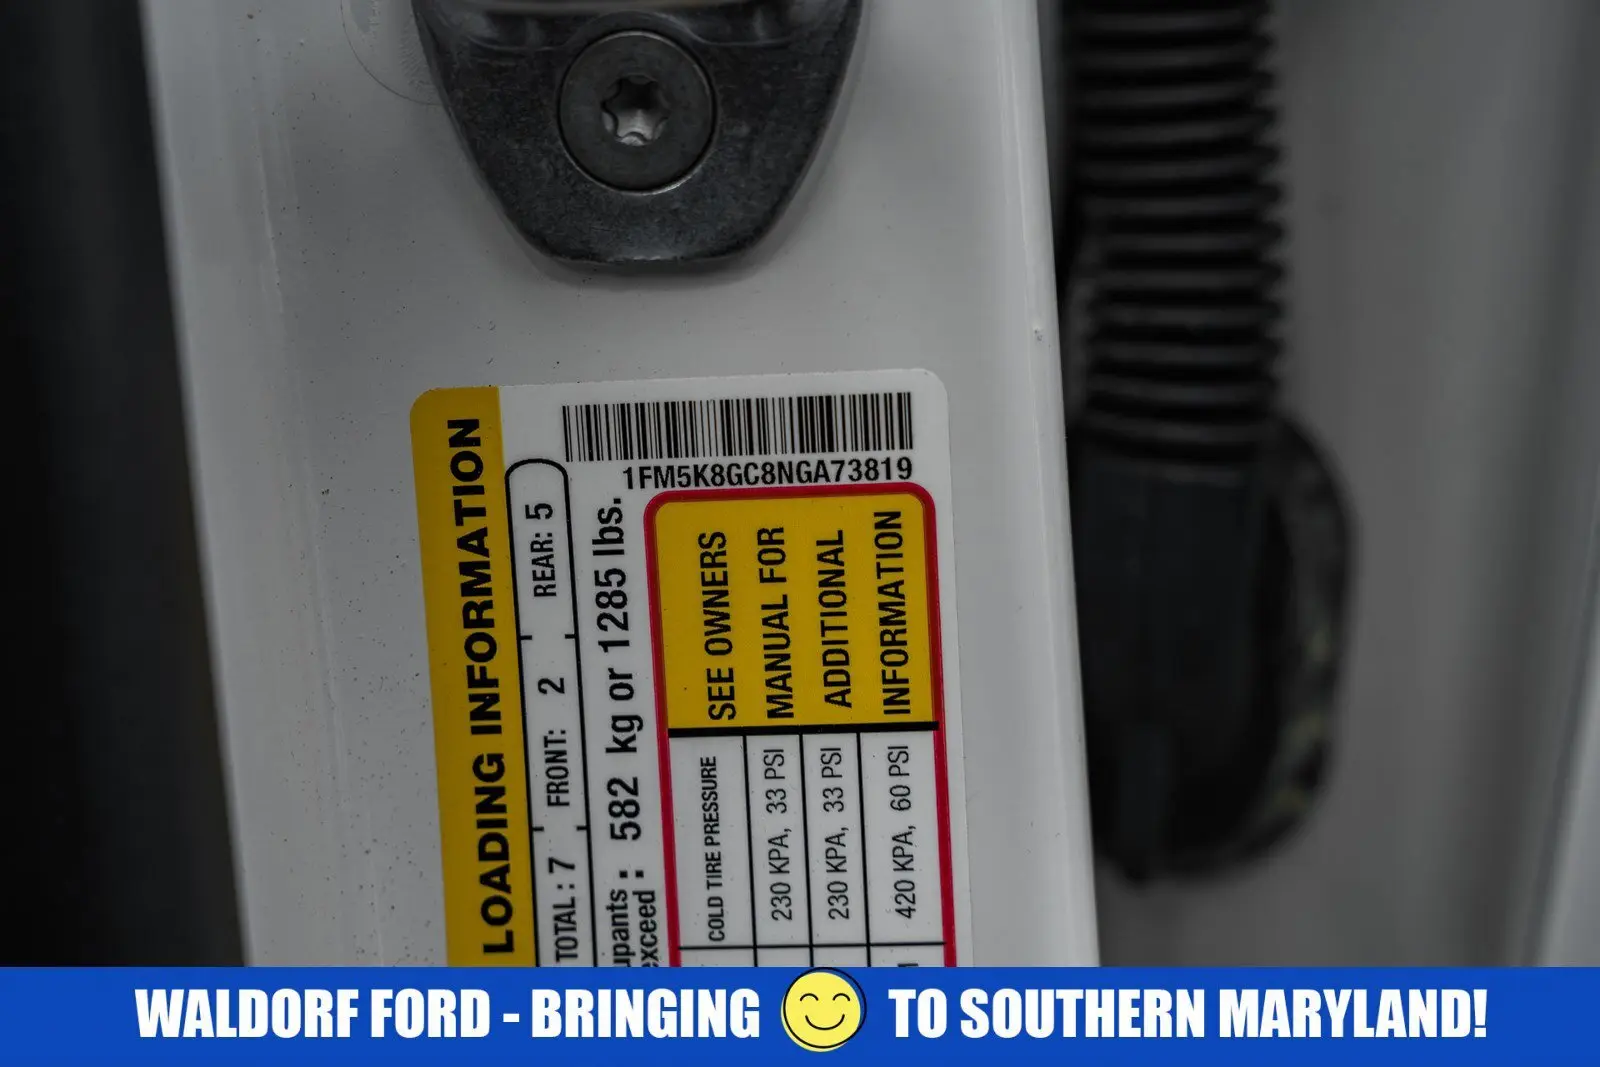 1FM5K8GC8NGA73819
LOADING INFORMATION
TOTAL : 7 FRONT: 2 REAR: 5
upants : 582 kg or 1285 lbs.
exceed :
COLD TIRE PRESSURE
230 KPA, 33 PSI
230 KPA, 33 PSI
420 KPA, 60 PSI
SEE OWNERS
MANUAL FOR
ADDITIONAL
INFORMATION
WALDORF FORD - BRINGING TO SOUTHERN MARYLAND!